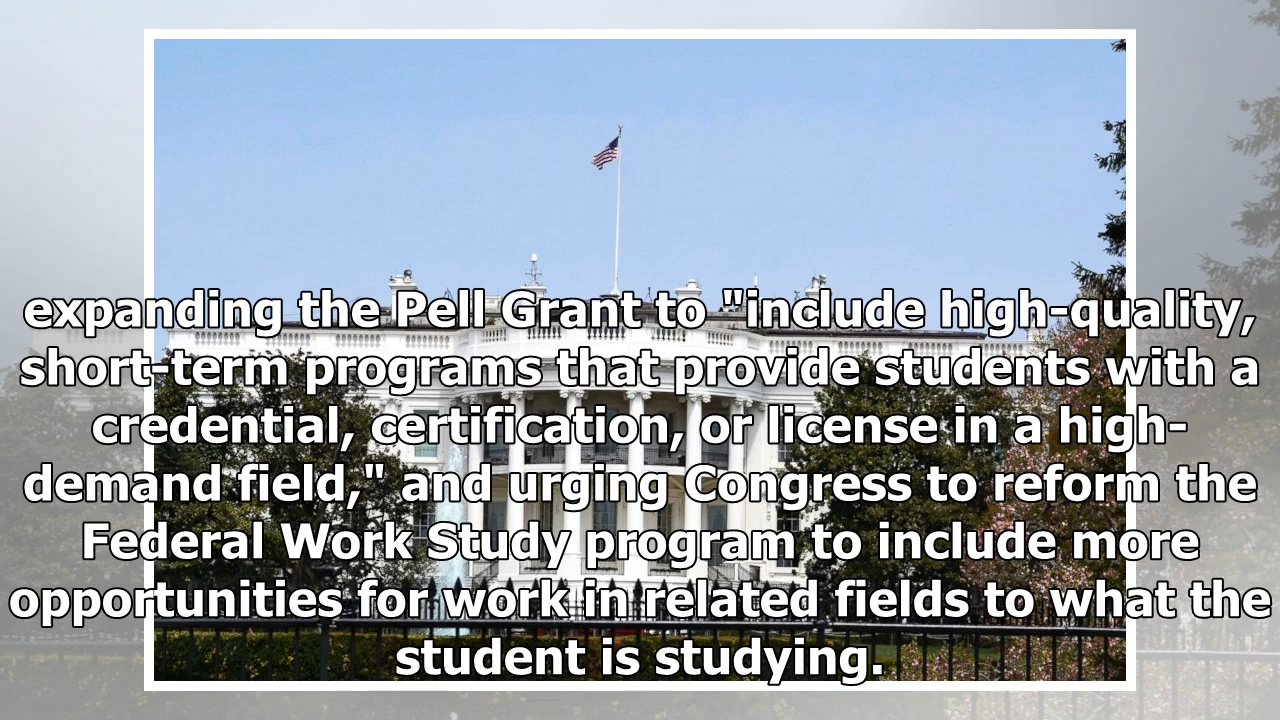 expanding the Pell Grant to "include high-quality,
short-term programs that provide students with a
credential, certification, or license in a high-
demand field," and urging Congress to reform the
Federal Work Study program to include more
opportunities for work in related fields to what the
student is studying.